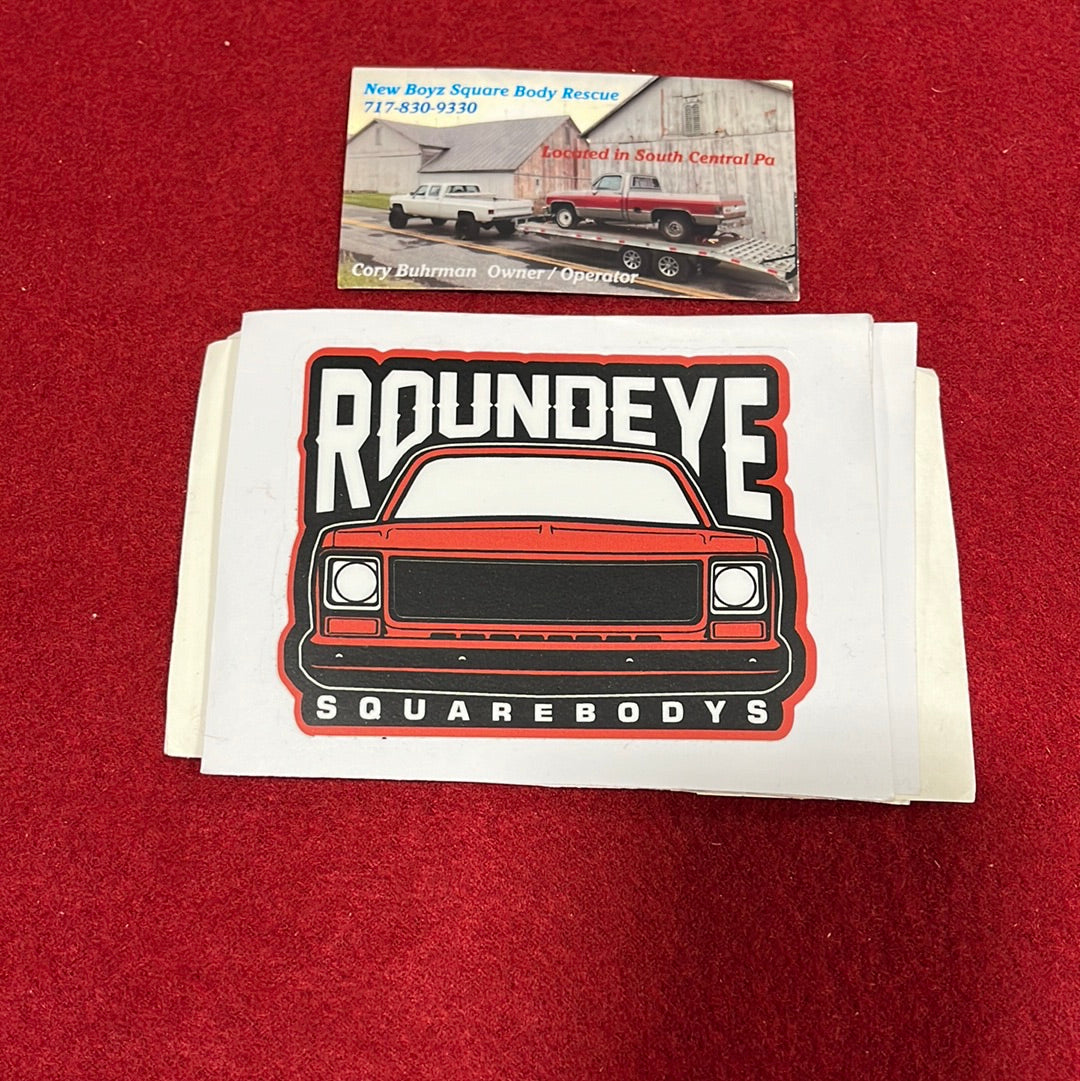 New Boyz Square Body Rescue
717-830-9330
Located in South Central Pa
Cory Buhrman Owner / Operator
ROUNDEYE
SQUAREBODYS